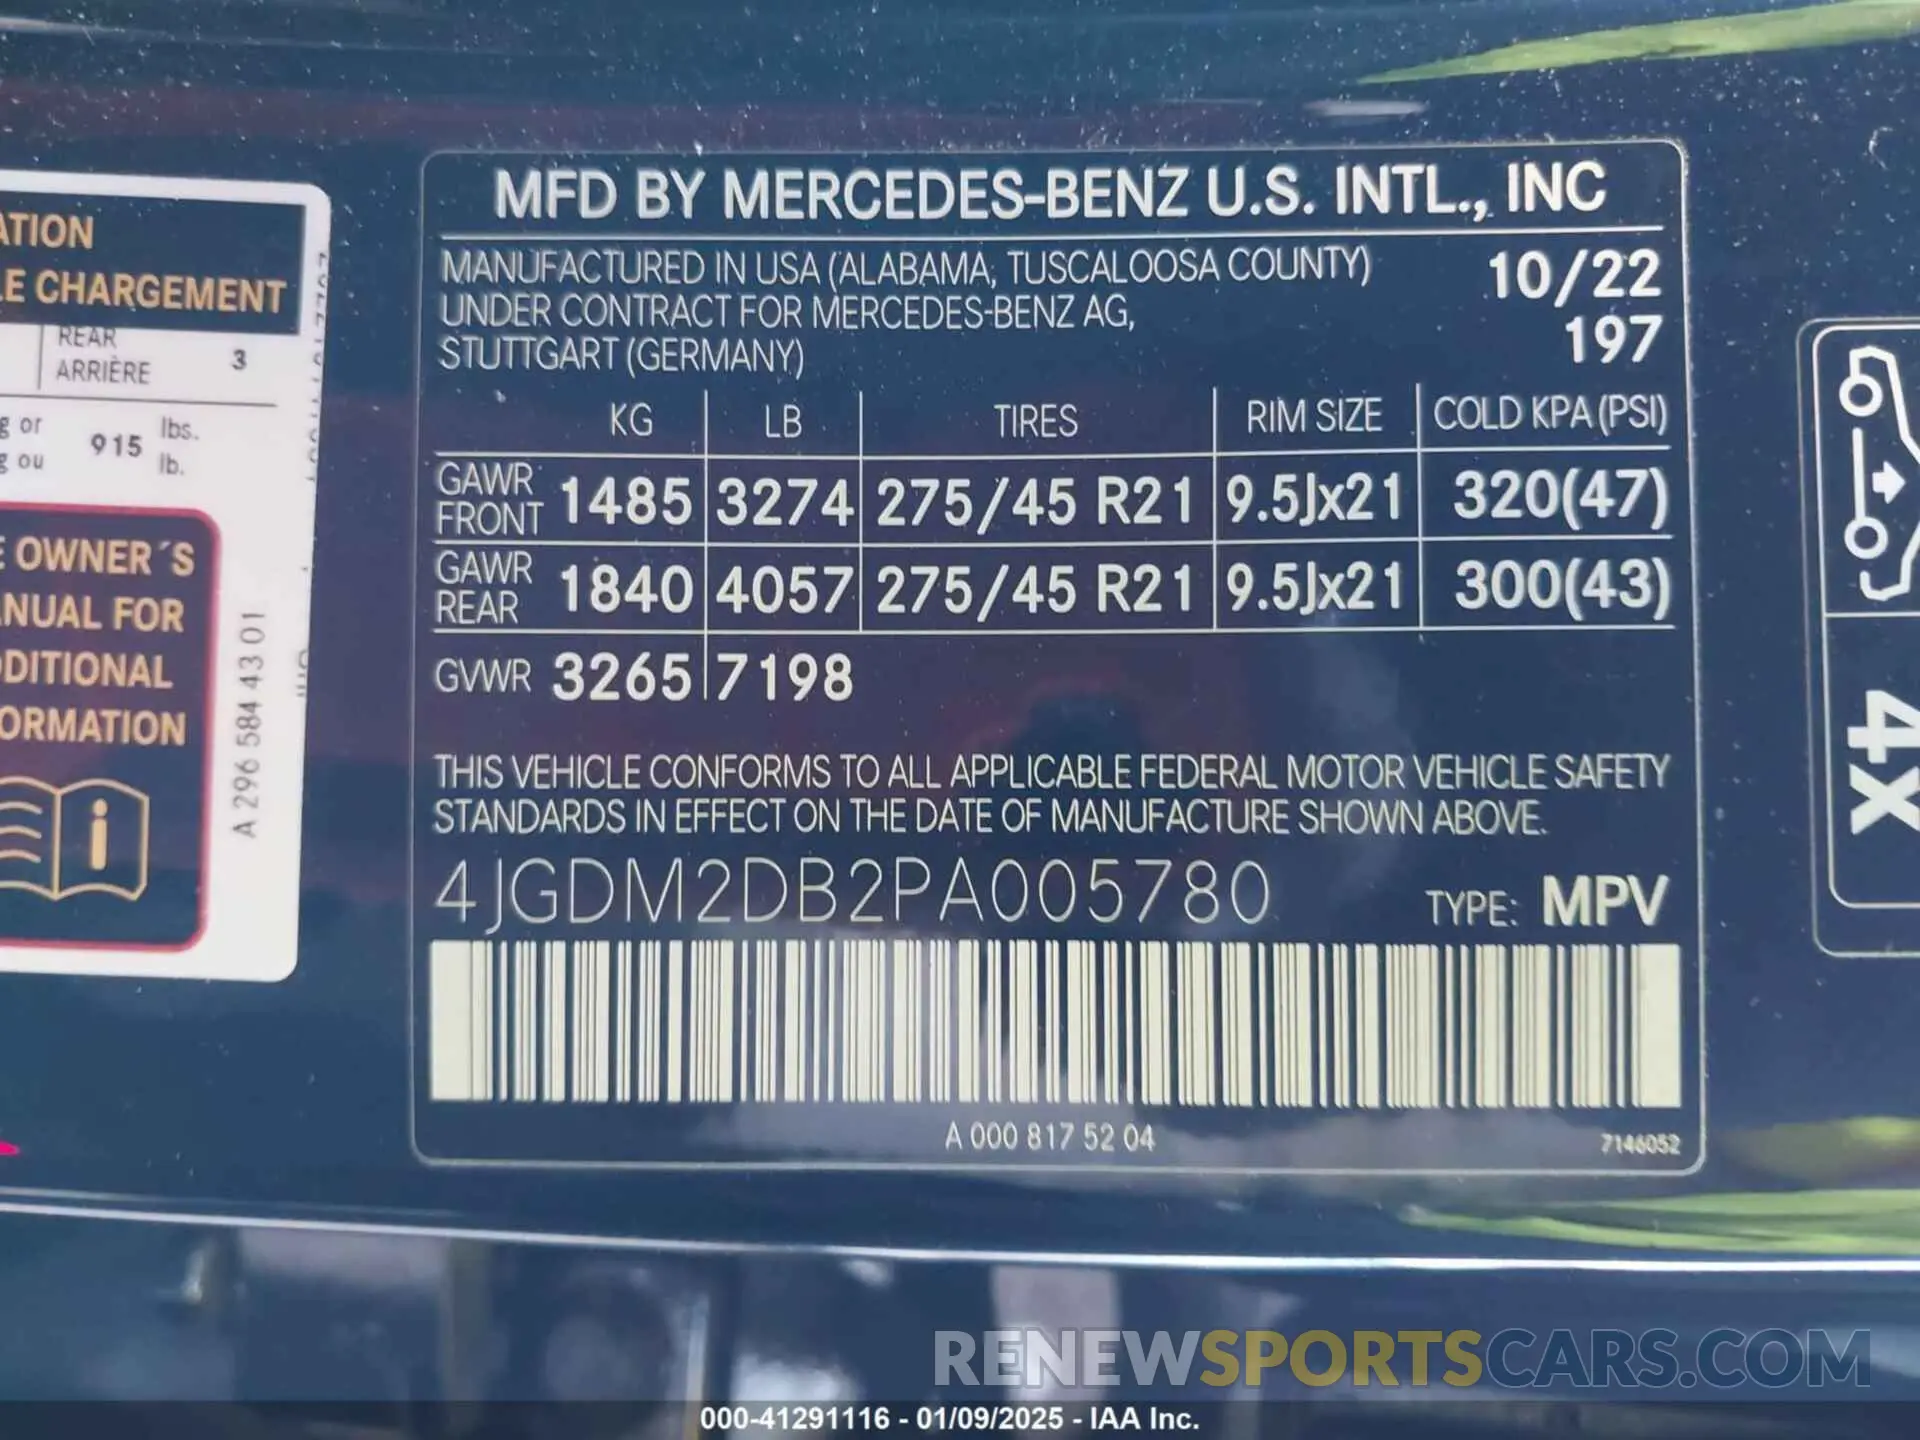 ATION
LE CHARGEMENT
REAR
ARRIÈRE 3
g or
g ou 915 lbs.
lb.
OWNER´S
ANUAL FOR
DDITIONAL
FORMATION
A 296 584 43 01
MFD BY MERCEDES-BENZ U.S. INTL., INC
MANUFACTURED IN USA (ALABAMA, TUSCALOOSA COUNTY) 10/22
UNDER CONTRACT FOR MERCEDES-BENZ AG,
STUTTGART (GERMANY) 197
KG LB TIRES RIM SIZE COLD KPA (PSI)
GAWR FRONT 1485 3274 275/45 R21 9.5Jx21 320(47)
GAWR REAR 1840 4057 275/45 R21 9.5Jx21 300(43)
GVWR 3265 7198
THIS VEHICLE CONFORMS TO ALL APPLICABLE FEDERAL MOTOR VEHICLE SAFETY
STANDARDS IN EFFECT ON THE DATE OF MANUFACTURE SHOWN ABOVE.
4JGDM2DB2PA005780 TYPE: MPV
A 000 817 52 04 7146052
4x
RENEWSPORTSCARS.COM
000-41291116 - 01/09/2025 - IAA Inc.